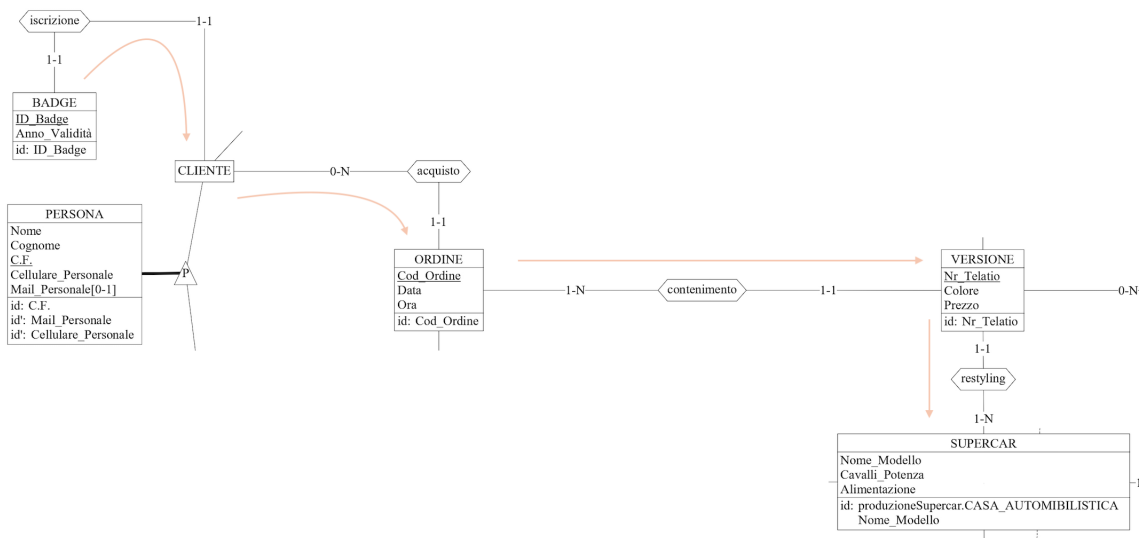 iscrizione
1-1
1-1
BADGE
ID_Badge
Anno_Validità
id: ID_Badge
CLIENTE
0-N
acquisto
1-1
PERSONA
Nome
Cognome
C.F.
Cellulare_Personale
Mail_Personale[0-1]
id: C.F.
id': Mail_Personale
id': Cellulare_Personale
P
ORDINE
Cod_Ordine
Data
Ora
id: Cod_Ordine
1-N
contenimento
1-1
VERSIONE
Nr_Telatio
Colore
Prezzo
id: Nr_Telatio
0-N
1-1
restyling
1-N
SUPERCAR
Nome_Modello
Cavalli_Potenza
Alimentazione
id: produzioneSupercar.CASA_AUTOMIBILISTICA
Nome_Modello